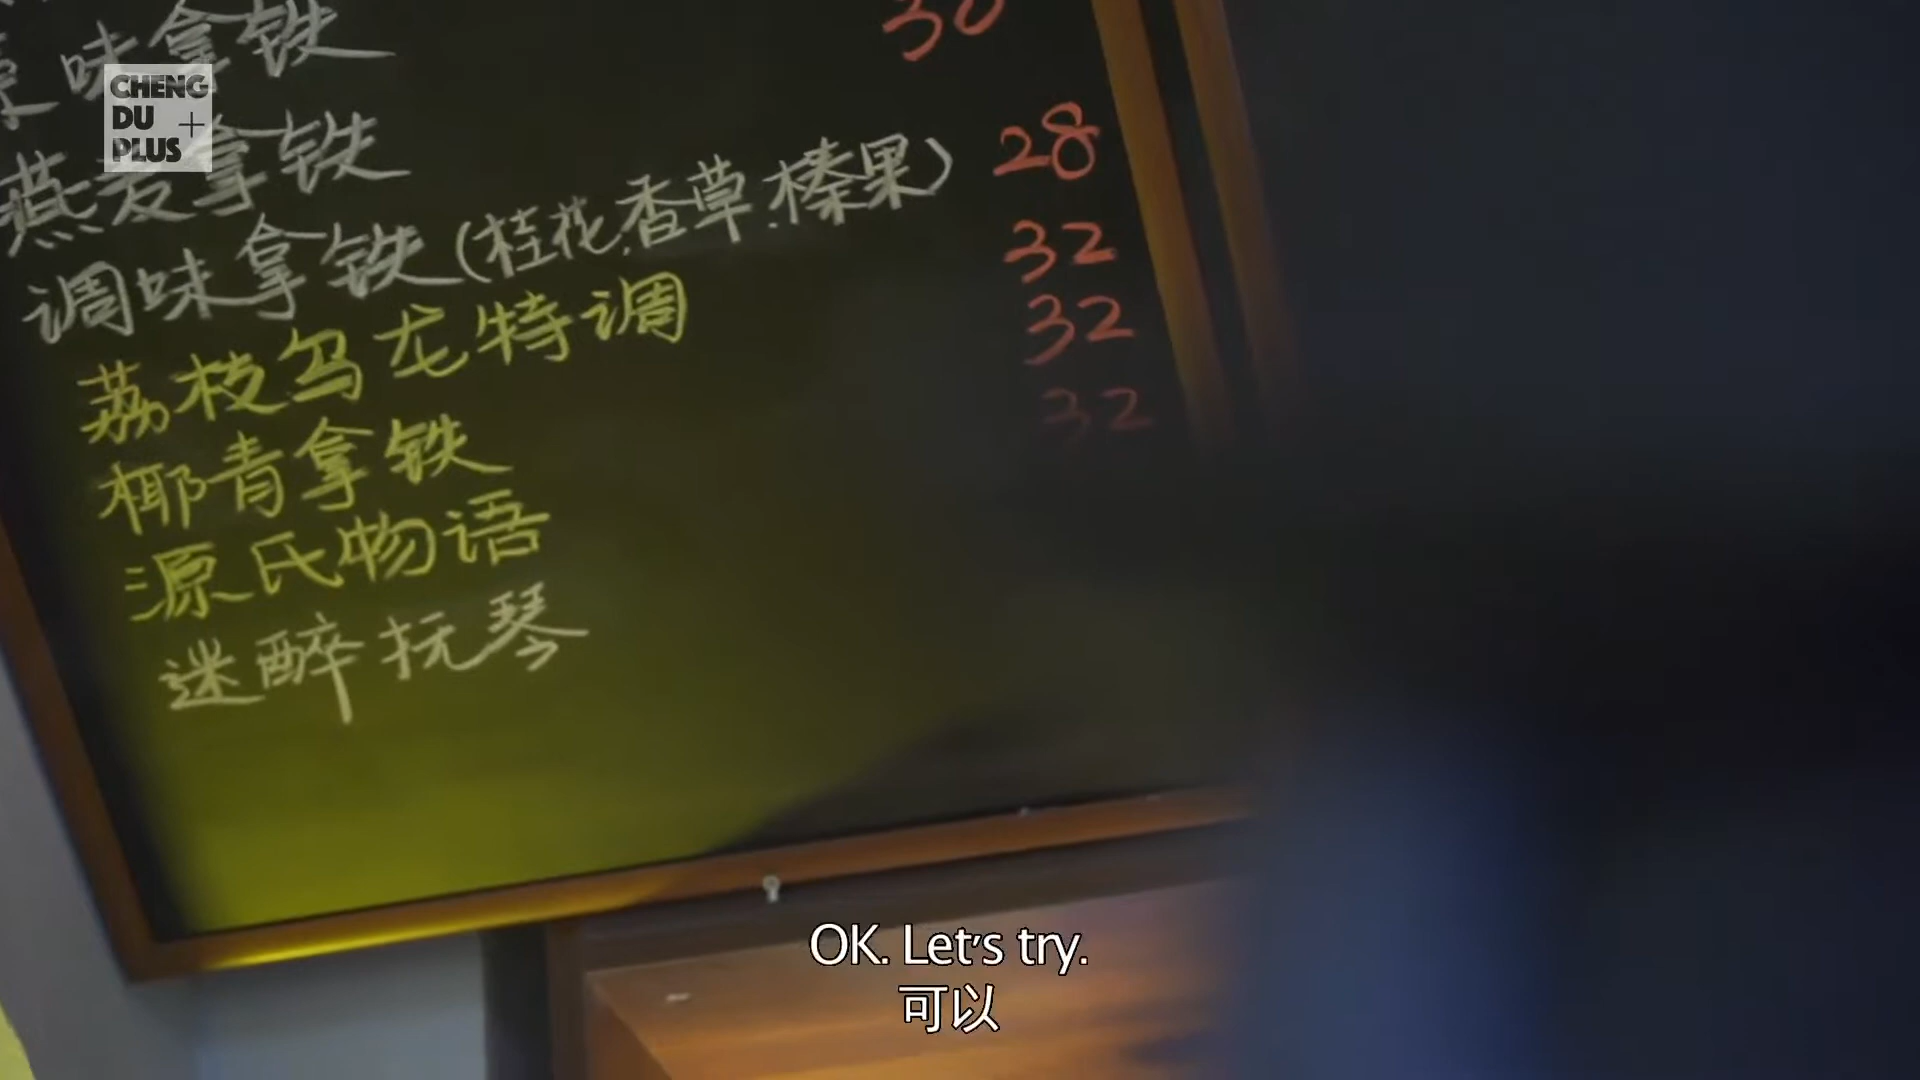 原味拿铁
30
燕麦拿铁
28
调味拿铁(桂花.香草.榛果)
32
荔枝乌龙特调
32
椰青拿铁
32
源氏物语
迷醉抚琴
CHENG
DU +
PLUS
OK. Let's try.
可以